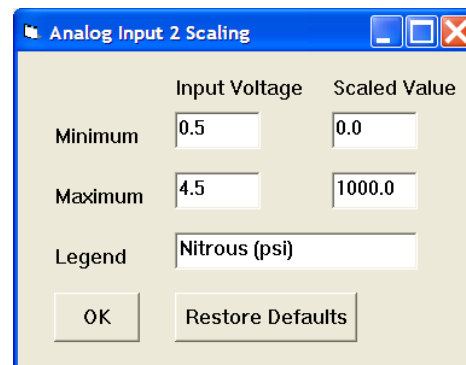 Analog Input 2 Scaling
Input Voltage Scaled Value
Minimum 0.5 0.0
Maximum 4.5 1000.0
Legend Nitrous (psi)
OK Restore Defaults